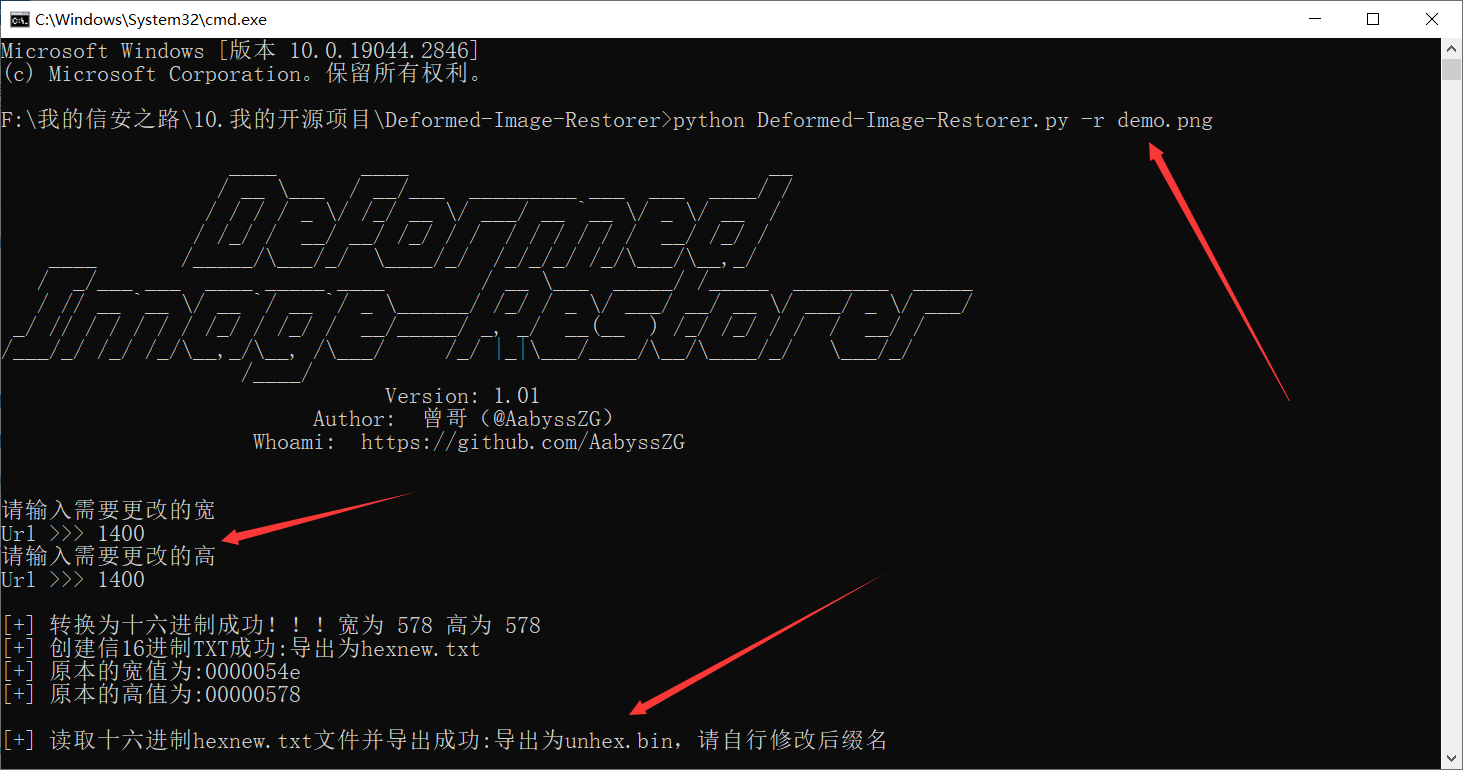 C:\Windows\System32\cmd.exe
Microsoft Windows [版本 10.0.19044.2846]
(c) Microsoft Corporation。保留所有权利。
F:\我的信安之路\10.我的开源项目\Deformed-Image-Restorer>python Deformed-Image-Restorer.py -r demo.png
Deformed
Image-Restorer
Version: 1.01
Author:  曾哥（@AabyssZG）
Whoami:  https://github.com/AabyssZG
请输入需要更改的宽
Url >>> 1400
请输入需要更改的高
Url >>> 1400
[+] 转换为十六进制成功！！！宽为 578 高为 578
[+] 创建信16进制TXT成功:导出为hexnew.txt
[+] 原本的宽值为:0000054e
[+] 原本的高值为:00000578
[+] 读取十六进制hexnew.txt文件并导出成功:导出为unhex.bin，请自行修改后缀名